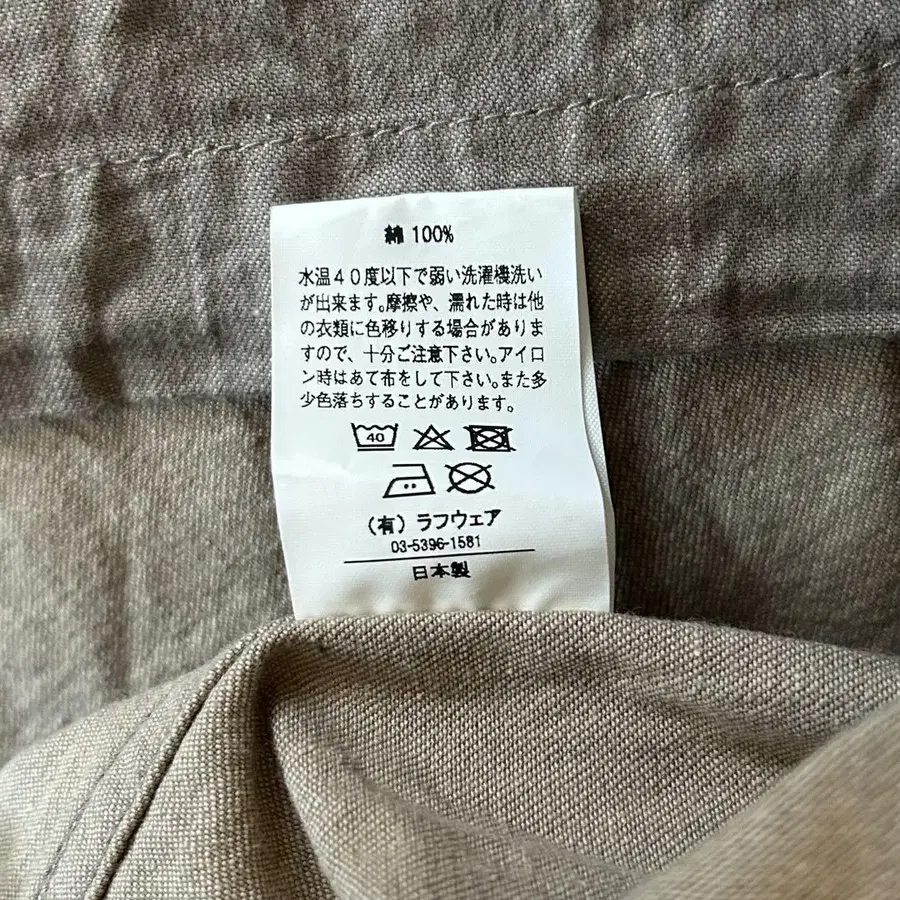 綿 100%
水温40度以下で弱い洗濯機洗い
が出来ます。摩擦や、濡れた時は他
の衣類に色移りする場合がありま
すので、十分ご注意下さい。アイロ
ン時はあて布をして下さい。また多
少色落ちすることがあります。
40
(有) ラフウェア
03-5396-1581
日本製